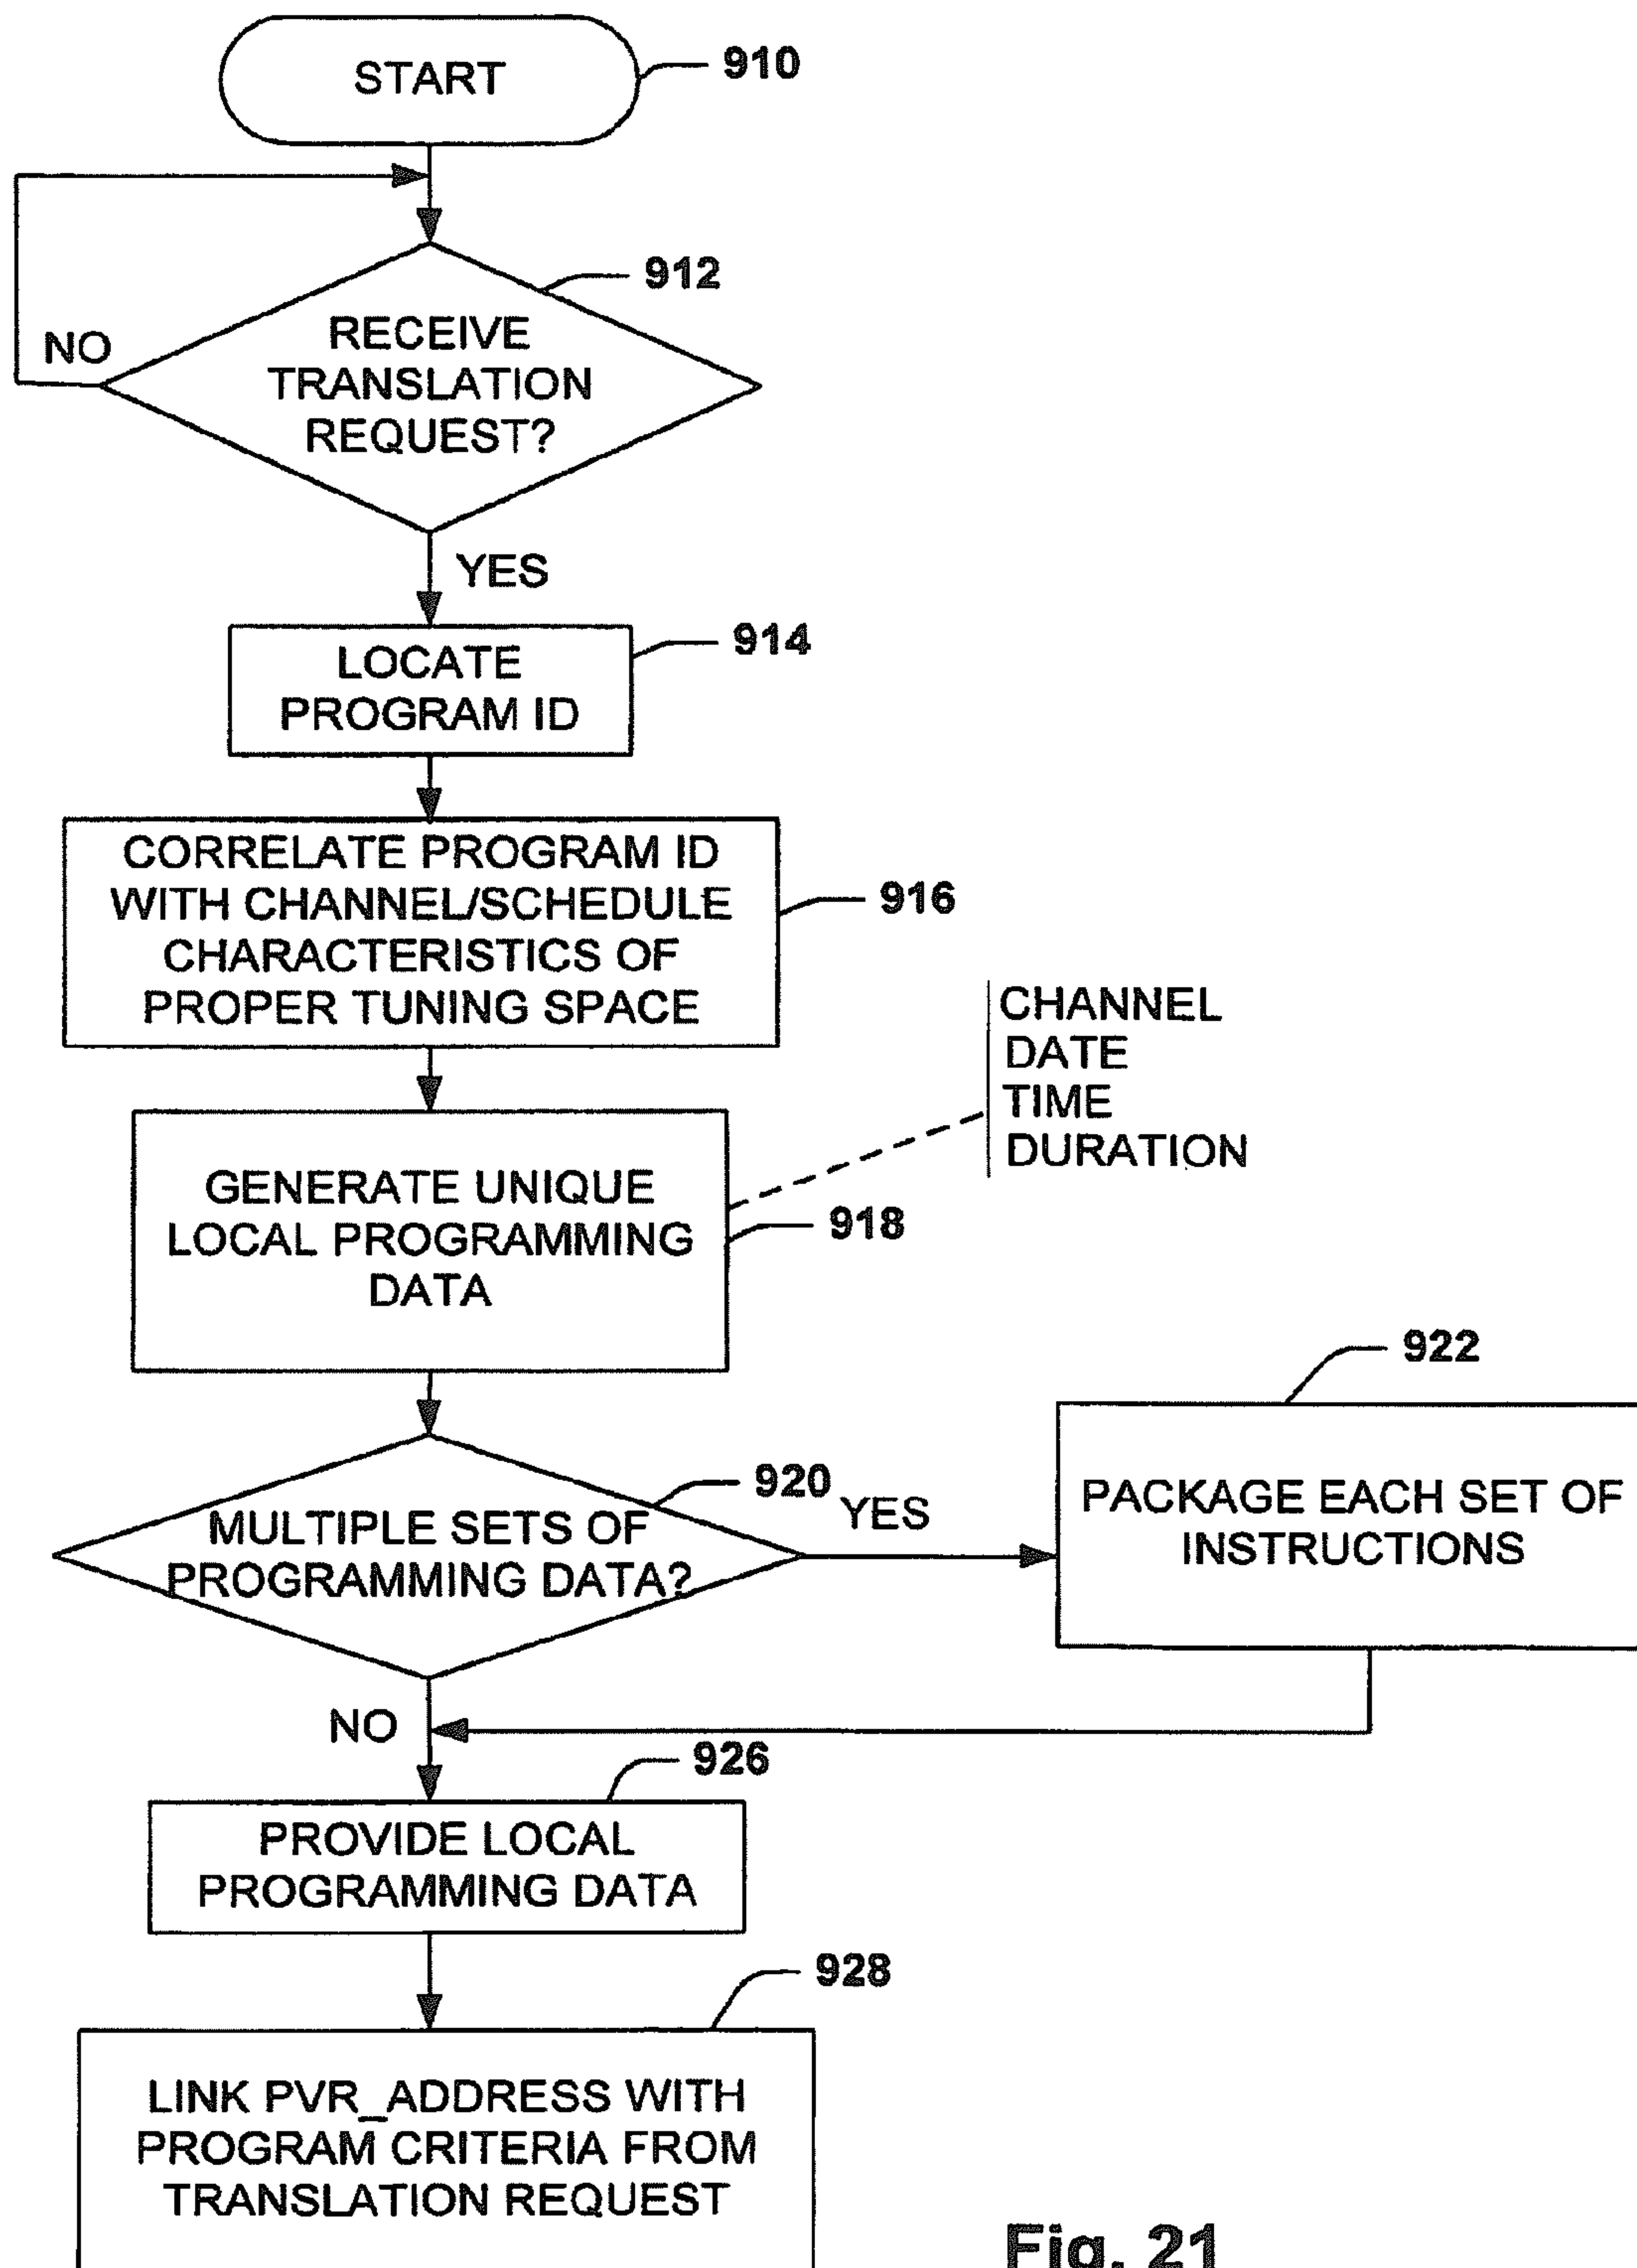 START
910
912
RECEIVE
TRANSLATION
REQUEST?
NO
YES
914
LOCATE
PROGRAM ID
CORRELATE PROGRAM ID
WITH CHANNEL/SCHEDULE
CHARACTERISTICS OF
PROPER TUNING SPACE
916
CHANNEL
DATE
TIME
DURATION
GENERATE UNIQUE
LOCAL PROGRAMMING
DATA
918
922
920
MULTIPLE SETS OF
PROGRAMMING DATA?
YES
PACKAGE EACH SET OF
INSTRUCTIONS
NO
926
PROVIDE LOCAL
PROGRAMMING DATA
928
LINK PVR_ADDRESS WITH
PROGRAM CRITERIA FROM
TRANSLATION REQUEST
Fig. 21